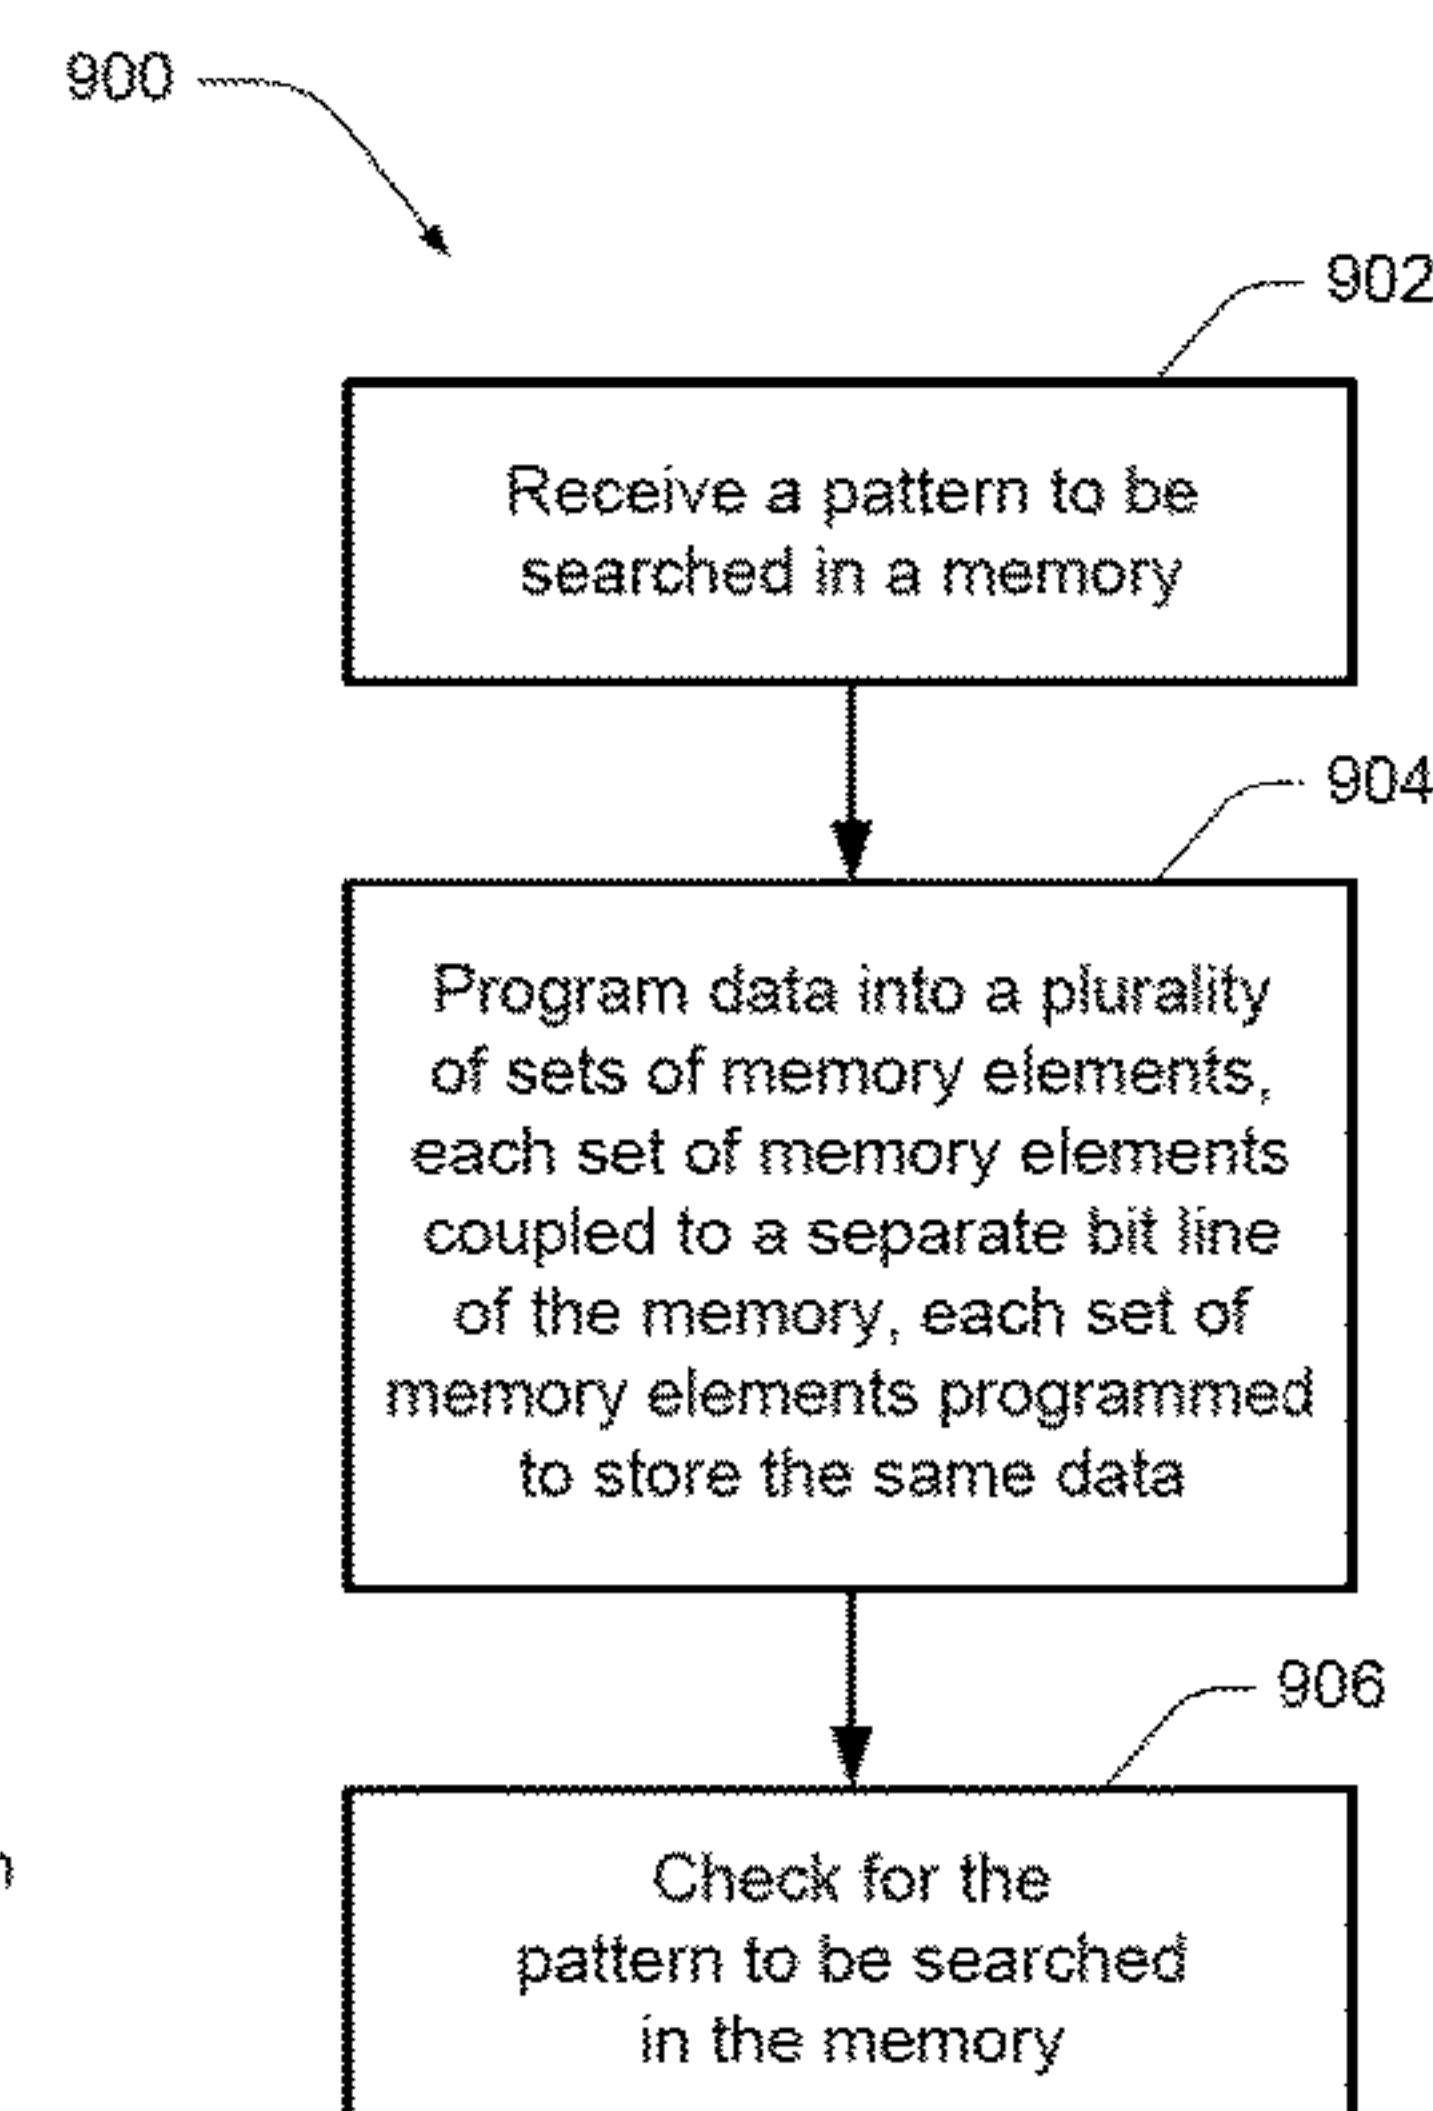 900
902
Receive a pattern to be
searched in a memory
904
Program data into a plurality
of sets of memory elements,
each set of memory elements
coupled to a separate bit line
of the memory, each set of
memory elements programmed
to store the same data
906
Check for the
pattern to be searched
in the memory